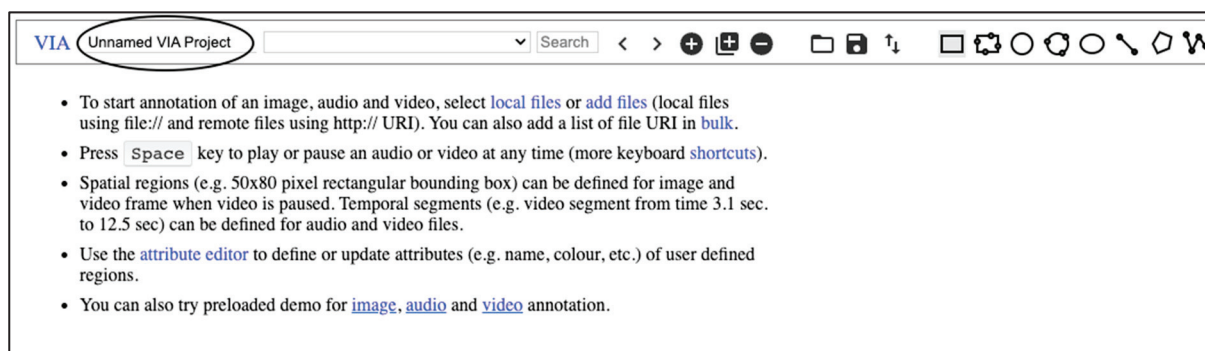 VIA Unnamed VIA Project Search
To start annotation of an image, audio and video, select local files or add files (local files
using file:// and remote files using http:// URI). You can also add a list of file URI in bulk.
Press Space key to play or pause an audio or video at any time (more keyboard shortcuts).
Spatial regions (e.g. 50x80 pixel rectangular bounding box) can be defined for image and
video frame when video is paused. Temporal segments (e.g. video segment from time 3.1 sec.
to 12.5 sec) can be defined for audio and video files.
Use the attribute editor to define or update attributes (e.g. name, colour, etc.) of user defined
regions.
You can also try preloaded demo for image, audio and video annotation.